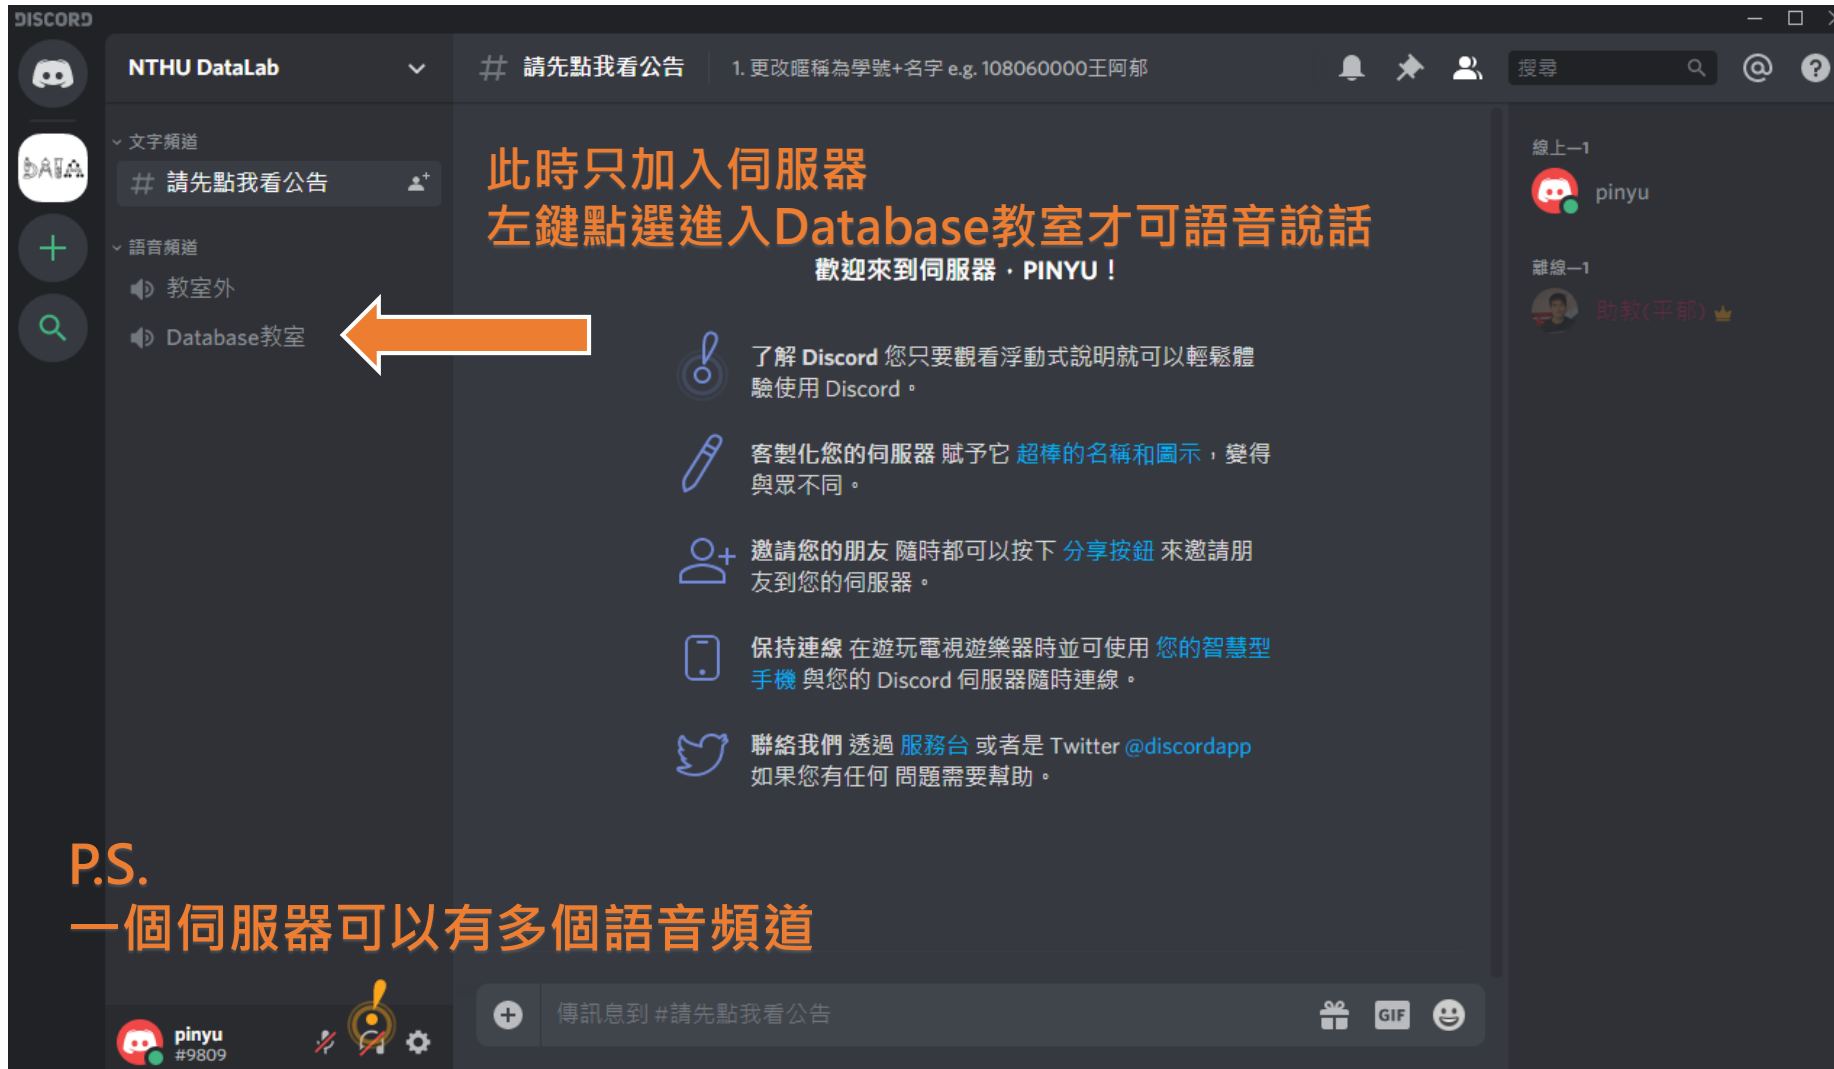 DISCORD
NTHU DataLab
請先點我看公告
1. 更改暱稱為學號+名字 e.g. 108060000王阿郁
搜尋
DATA
文字頻道
請先點我看公告
語音頻道
教室外
Database教室
此時只加入伺服器
左鍵點選進入Database教室才可語音說話
歡迎來到伺服器，PINYU！
了解 Discord 您只要觀看浮動式說明就可以輕鬆體
驗使用 Discord。
客製化您的伺服器 賦予它 超棒的名稱和圖示，變得
與眾不同。
邀請您的朋友 隨時都可以按下 分享按鈕 來邀請朋
友到您的伺服器。
保持連線 在遊玩電視遊樂器時並可使用 您的智慧型
手機 與您的 Discord 伺服器隨時連線。
聯絡我們 透過 服務台 或者是 Twitter @discordapp
如果您有任何 問題需要幫助。
線上—1
pinyu
離線—1
助教(平郁)
P.S.
一個伺服器可以有多個語音頻道
pinyu
#9809
傳訊息到 #請先點我看公告
GIF